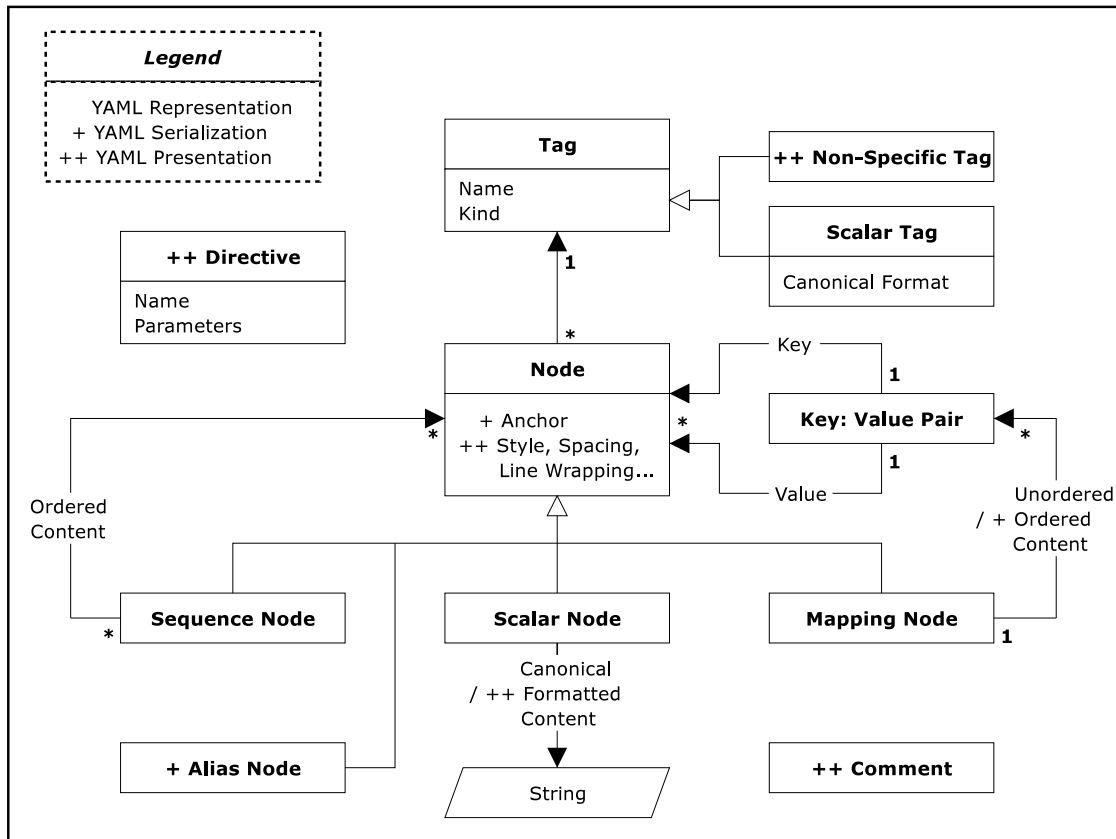 Legend
YAML Representation
+ YAML Serialization
++ YAML Presentation
Tag
Name
Kind
++ Non-Specific Tag
Scalar Tag
Canonical Format
++ Directive
Name
Parameters
1
*
Node
+ Anchor
++ Style, Spacing,
Line Wrapping...
Key
1
Key: Value Pair
*
1
Value
*
*
Ordered
Content
Unordered
/ + Ordered
Content
Sequence Node
*
Scalar Node
Mapping Node
1
Canonical
/ ++ Formatted
Content
+ Alias Node
String
++ Comment